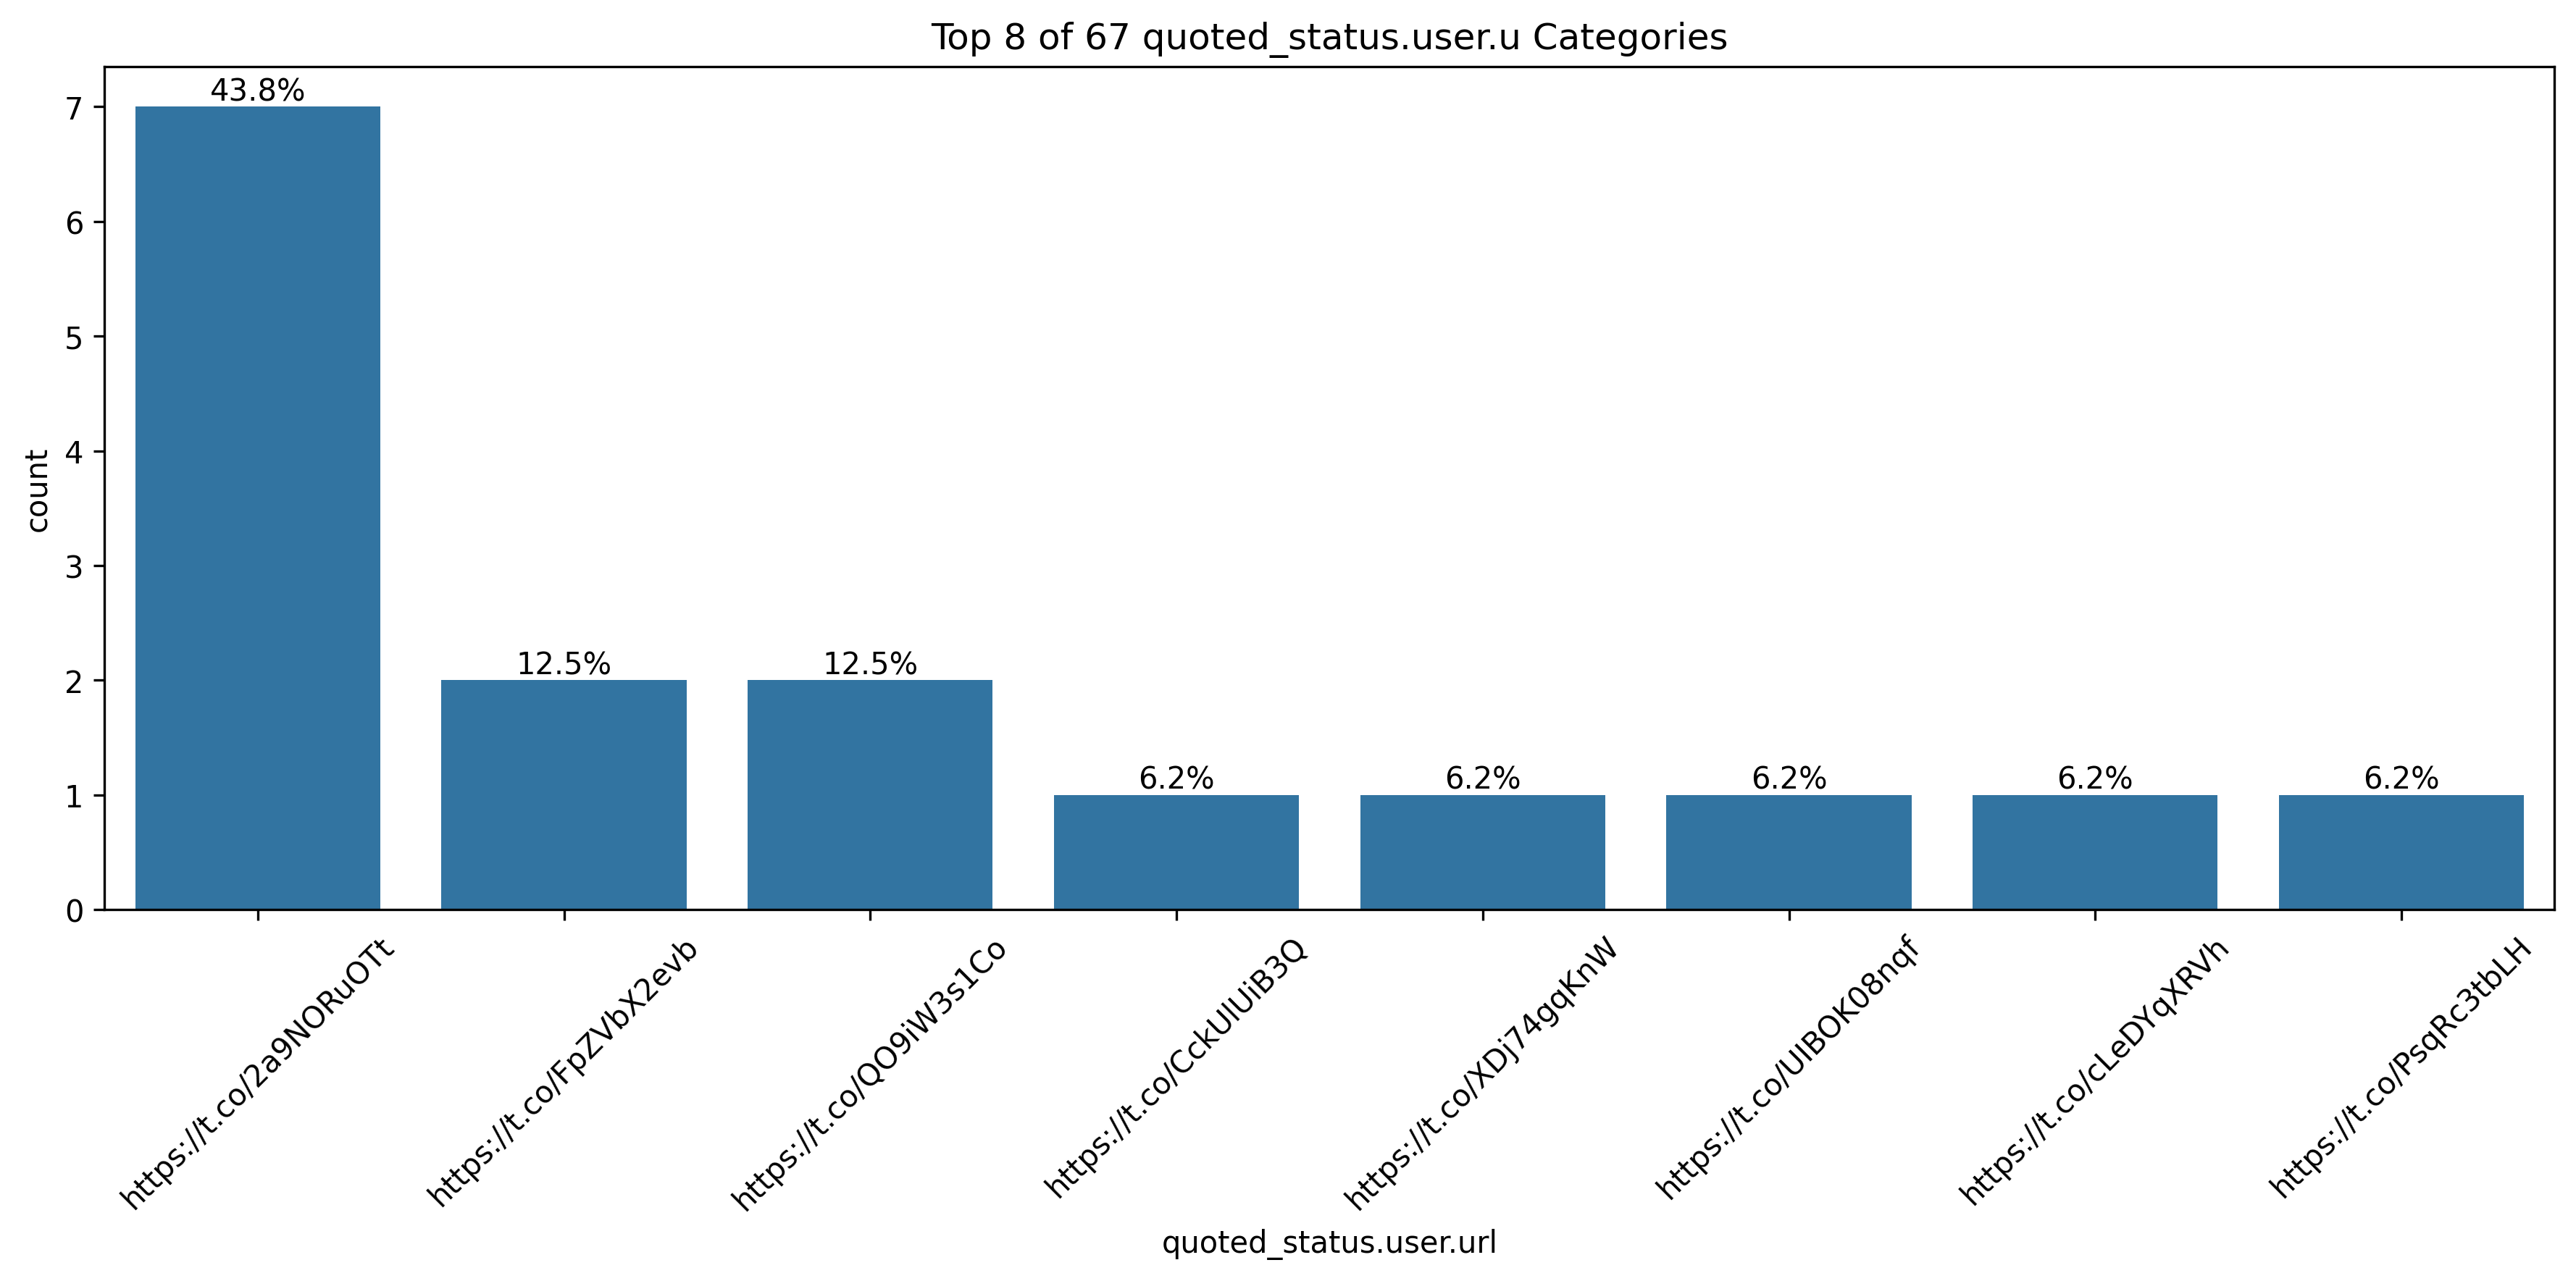 Top 8 of 67 quoted_status.user.u Categories
43.8%
12.5%
12.5%
6.2%
6.2%
6.2%
6.2%
6.2%
count
7
6
5
4
3
2
1
0
https://t.co/2a9NORuOTt
https://t.co/FpZVbX2evb
https://t.co/QO9iW3s1Co
https://t.co/CckUlUiB3Q
https://t.co/XDj74gqKnW
https://t.co/UIBOK08nqf
https://t.co/cLeDYqXRVh
https://t.co/PsqRc3tbLH
quoted_status.user.url